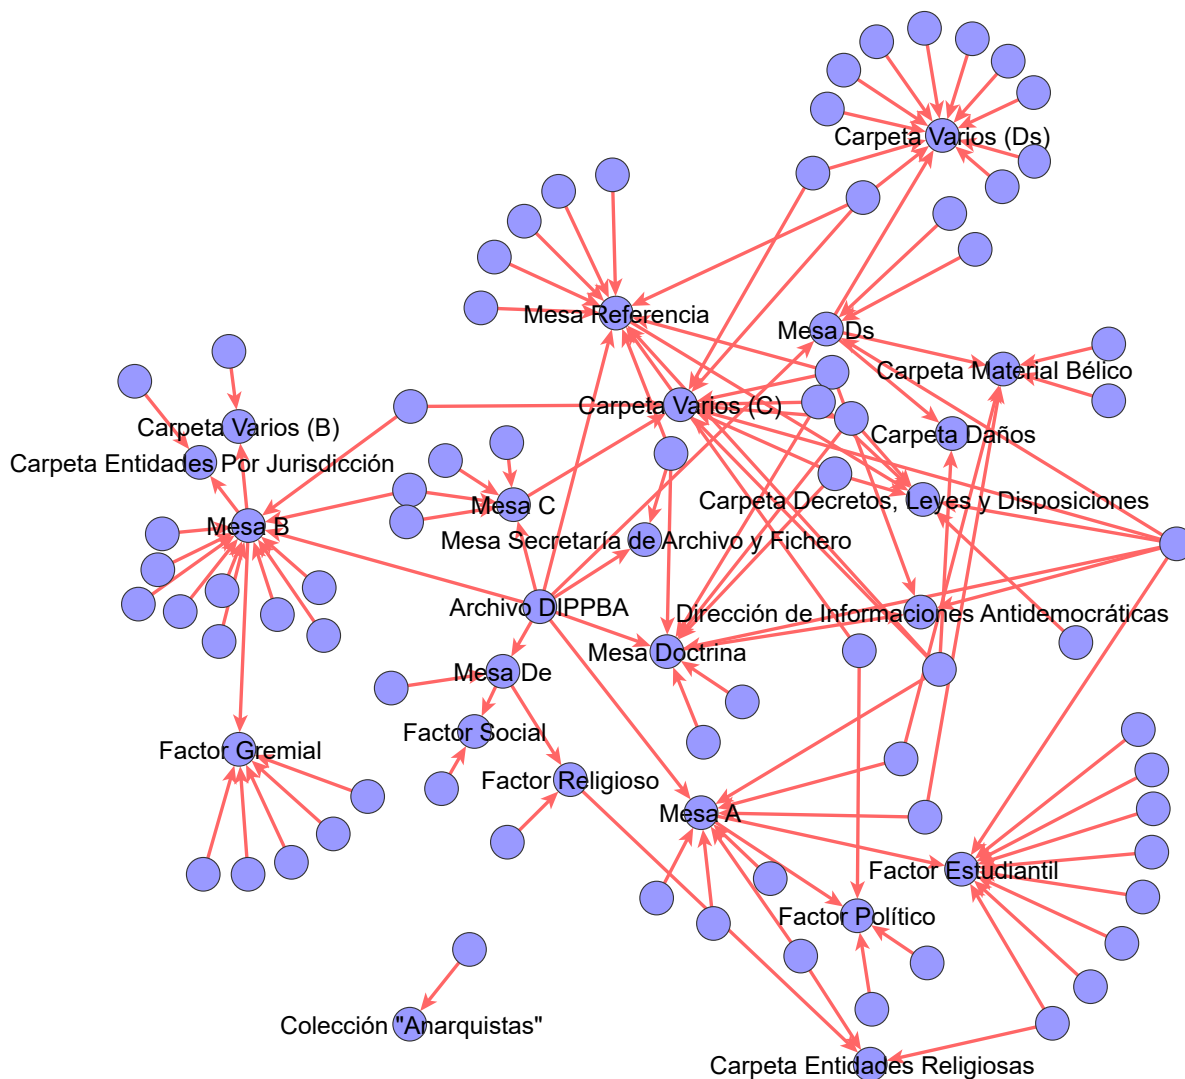 Carpeta Varios (Ds)
Mesa Referencia
Mesa Ds
Carpeta Material Bélico
Carpeta Varios (C)
Carpeta Varios (B)
Carpeta Daños
Carpeta Entidades Por Jurisdicción
Carpeta Decretos, Leyes y Disposiciones
Mesa C
Mesa B
Mesa Secretaría de Archivo y Fichero
Archivo DIPPBA
Dirección de Informaciones Antidemocráticas
Mesa Doctrina
Mesa De
Factor Social
Factor Gremial
Factor Religioso
Mesa A
Factor Estudiantil
Factor Político
Colección "Anarquistas"
Carpeta Entidades Religiosas